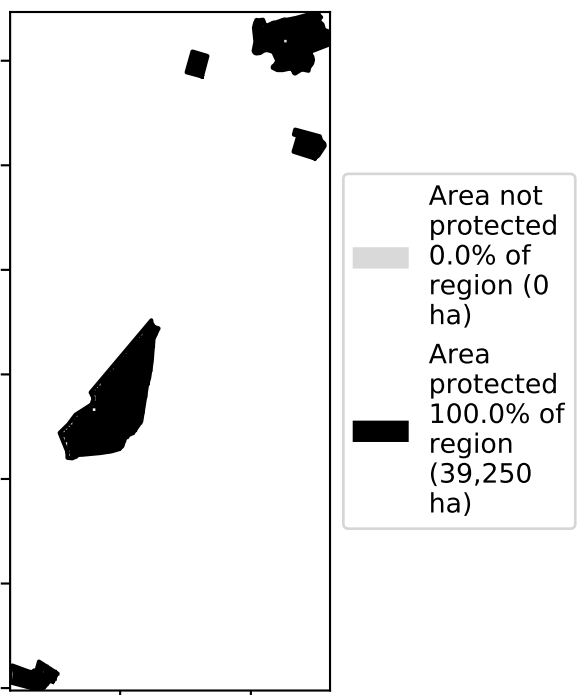 Area not
protected
0.0% of
region (0
ha)
Area
protected
100.0% of
region
(39,250
ha)